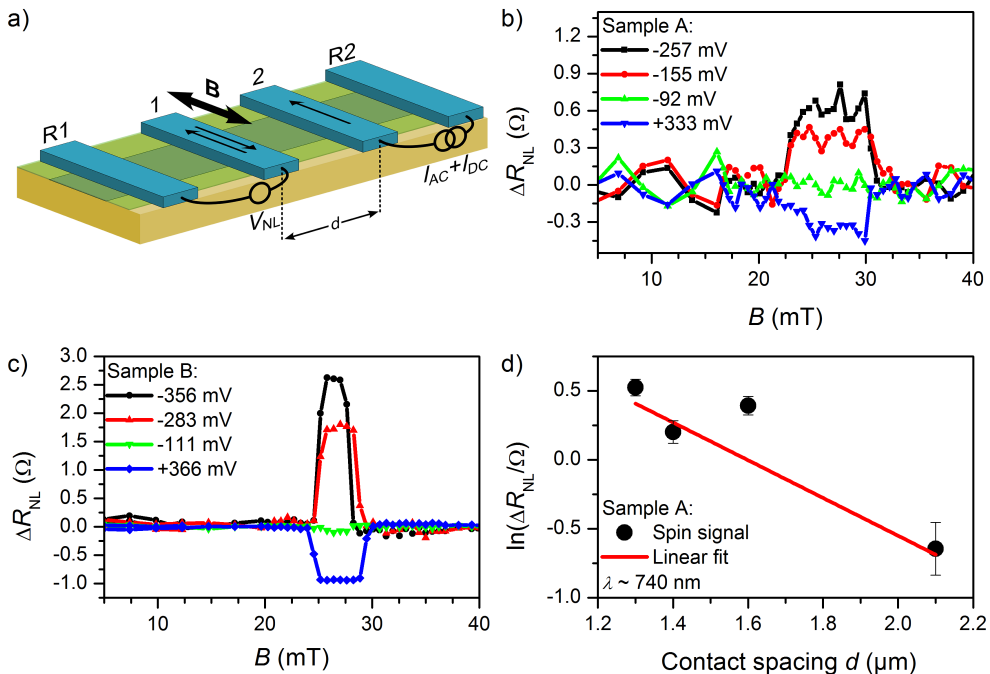 a)
R1
1
B
2
R2
V_NL
d
I_AC+I_DC
b)
Sample A:
-257 mV
-155 mV
-92 mV
+333 mV
ΔR_NL (Ω)
1.2
0.9
0.6
0.3
0.0
-0.3
10 20 30 40
B (mT)
c)
Sample B:
-356 mV
-283 mV
-111 mV
+366 mV
ΔR_NL (Ω)
3.0
2.5
2.0
1.5
1.0
0.5
0.0
-0.5
-1.0
10 20 30 40
B (mT)
d)
ln(ΔR_NL/Ω)
0.5
0.0
-0.5
-1.0
Sample A:
Spin signal
Linear fit
λ ~ 740 nm
1.2 1.4 1.6 1.8 2.0 2.2
Contact spacing d (µm)